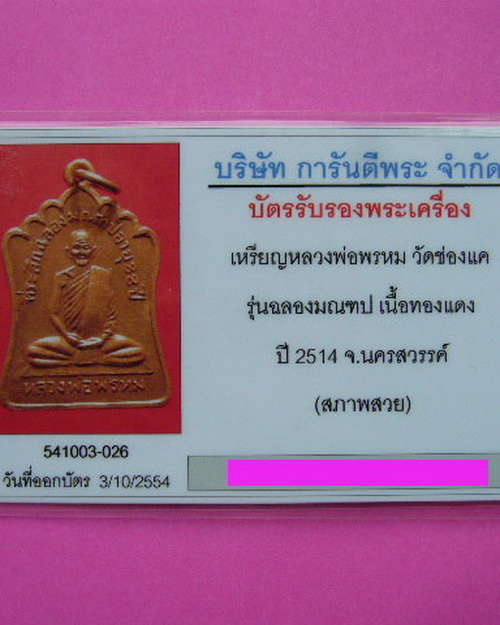 บริษัท การันตีพระ จำกัด
บัตรรับรองพระเครื่อง
เหรียญหลวงพ่อพรหม วัดช่องแค
รุ่นฉลองมณฑป เนื้อทองแดง
ปี 2514 จ.นครสวรรค์
(สภาพสวย)
หลวงพ่อพรหม
541003-026
วันที่ออกบัตร 3/10/2554